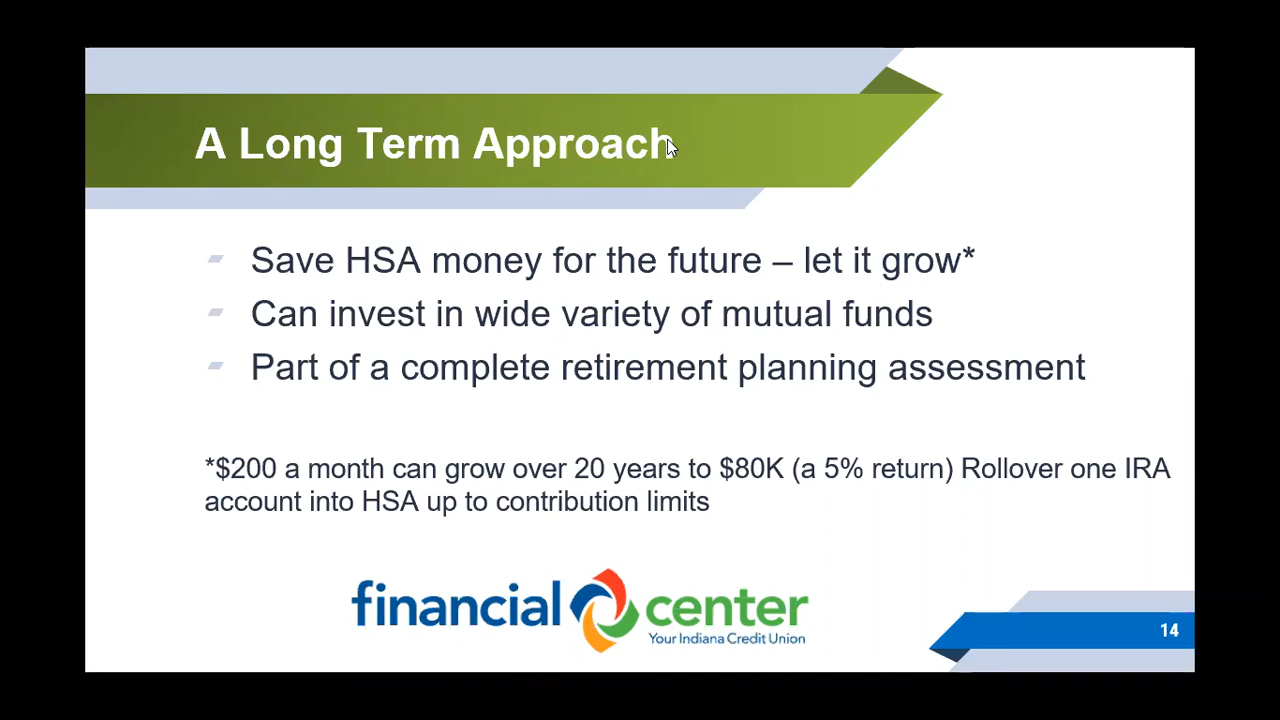 A Long Term Approach
Save HSA money for the future – let it grow*
Can invest in wide variety of mutual funds
Part of a complete retirement planning assessment
*$200 a month can grow over 20 years to $80K (a 5% return) Rollover one IRA
account into HSA up to contribution limits
financial center
Your Indiana Credit Union
14